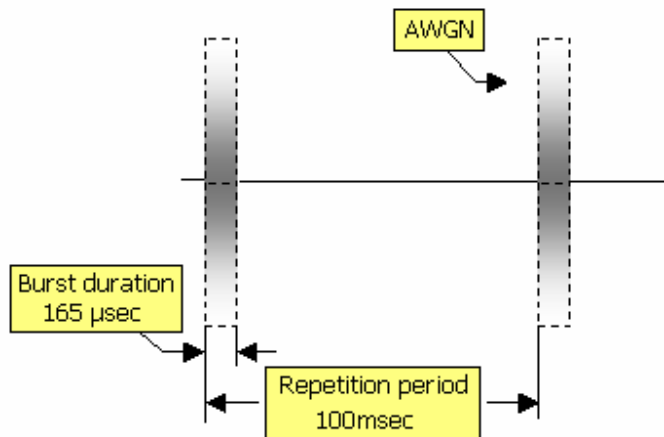 AWGN
Burst duration
165 µsec
Repetition period
100msec